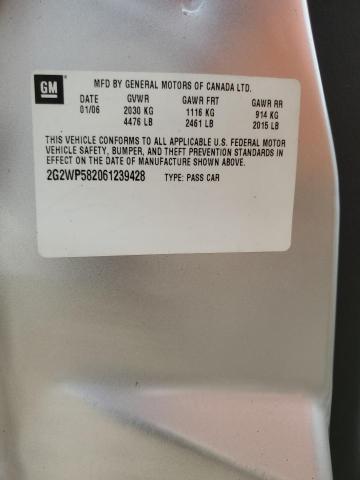 GM
MFD BY GENERAL MOTORS OF CANADA LTD.
DATE GVWR GAWR FRT GAWR RR
01/06 2030 KG 1116 KG 914 KG
4476 LB 2461 LB 2015 LB
THIS VEHICLE CONFORMS TO ALL APPLICABLE U.S. FEDERAL MOTOR
VEHICLE SAFETY, BUMPER, AND THEFT PREVENTION STANDARDS IN
EFFECT ON THE DATE OF MANUFACTURE SHOWN ABOVE.
2G2WP582061239428 TYPE: PASS CAR